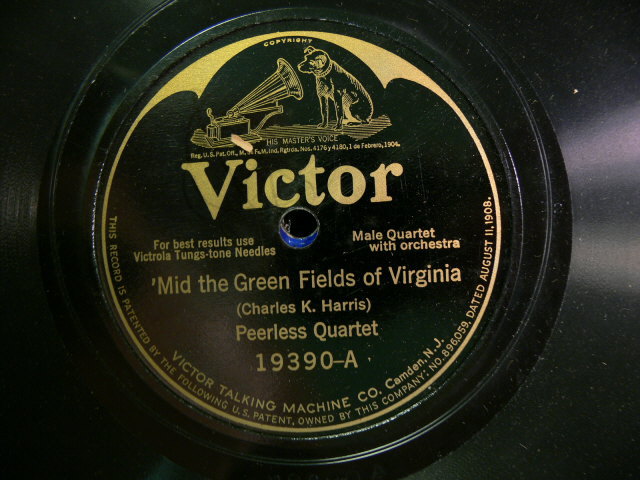 COPYRIGHT
"HIS MASTER'S VOICE"
Reg. U.S. Pat. Off., M. de F. M. Ind. Rgtrda. Nos. 4176 y 4180, 1 de Febrero, 1904.
Victor
For best results use
Victrola Tungs-tone Needles
Male Quartet
with orchestra
'Mid the Green Fields of Virginia
(Charles K. Harris)
Peerless Quartet
19390-A
VICTOR TALKING MACHINE CO. Camden, N. J.
THIS RECORD IS PATENTED BY THE FOLLOWING U.S. PATENT, OWNED BY THIS COMPANY: NO. 896,059, DATED AUGUST 11, 1908.